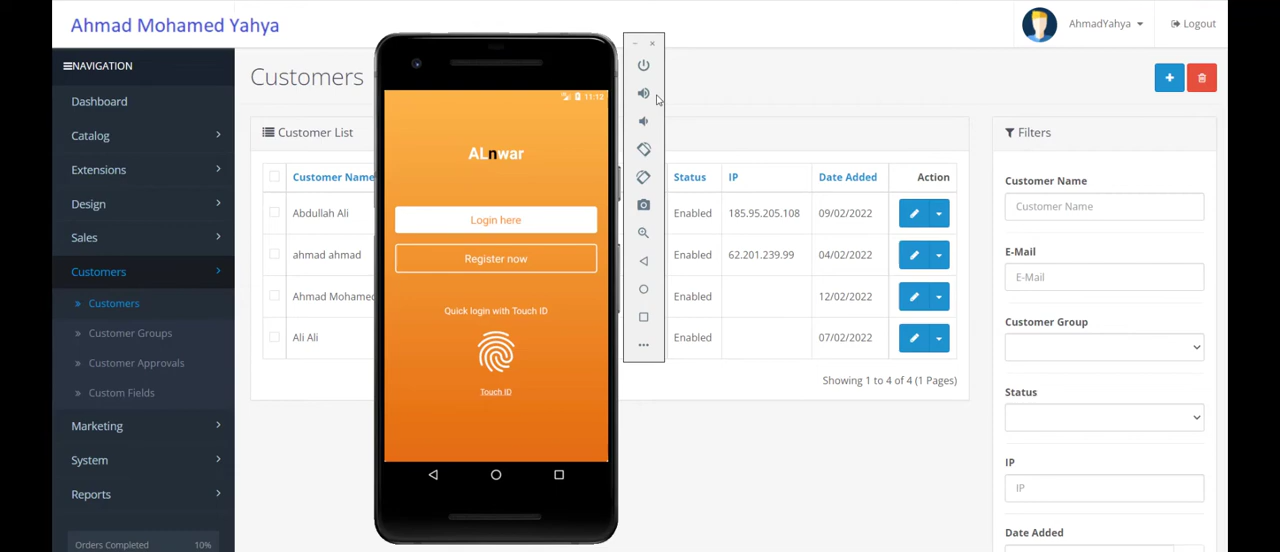 Ahmad Mohamed Yahya
AhmadYahya
Logout
NAVIGATION
Dashboard
Catalog
Extensions
Design
Sales
Customers
Customers
Customer Groups
Customer Approvals
Custom Fields
Marketing
System
Reports
Orders Completed 10%
Customers
Customer List
Customer Name Status IP Date Added Action
Abdullah Ali Enabled 185.95.205.108 09/02/2022
ahmad ahmad Enabled 62.201.239.99 04/02/2022
Ahmad Mohamed Enabled 12/02/2022
Ali Ali Enabled 07/02/2022
Showing 1 to 4 of 4 (1 Pages)
11:12
ALnwar
Login here
Register now
Quick login with Touch ID
Touch ID
Filters
Customer Name
Customer Name
E-Mail
E-Mail
Customer Group
Status
IP
IP
Date Added